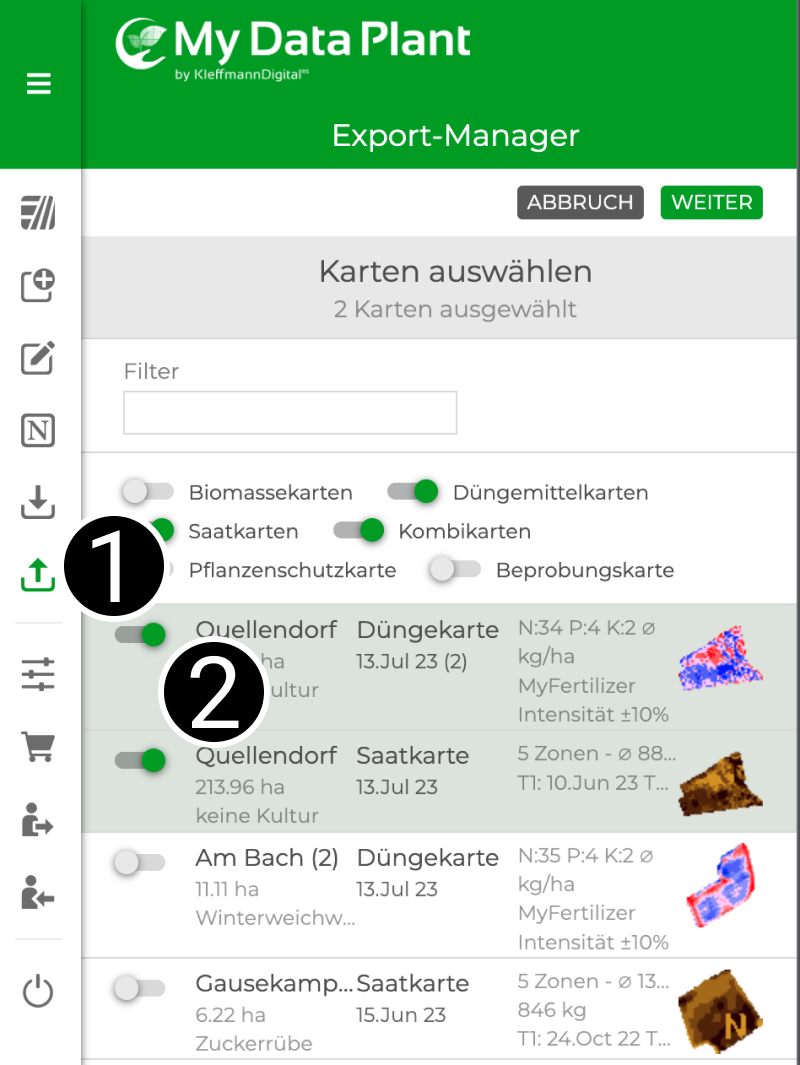 My Data Plant
by KleffmannDigital
Export-Manager
ABBRUCH WEITER
Karten auswählen
2 Karten ausgewählt
Filter
Biomassekarten Düngemittelkarten
Saatkarten Kombikarten
Pflanzenschutzkarte Beprobungskarte
N
1
2
Quellendorf Düngekarte N:34 P:4 K:2 ⌀
ha 13.Jul 23 (2) kg/ha
ultur MyFertilizer
Intensität ±10%
Quellendorf Saatkarte 5 Zonen - ⌀ 88...
213.96 ha 13.Jul 23 T1: 10.Jun 23 T...
keine Kultur
Am Bach (2) Düngekarte N:35 P:4 K:2 ⌀
11.11 ha 13.Jul 23 kg/ha
Winterweichw... MyFertilizer
Intensität ±10%
Gausekamp... Saatkarte 5 Zonen - ⌀ 13...
6.22 ha 15.Jun 23 846 kg
Zuckerrübe T1: 24.Oct 22 T...
N